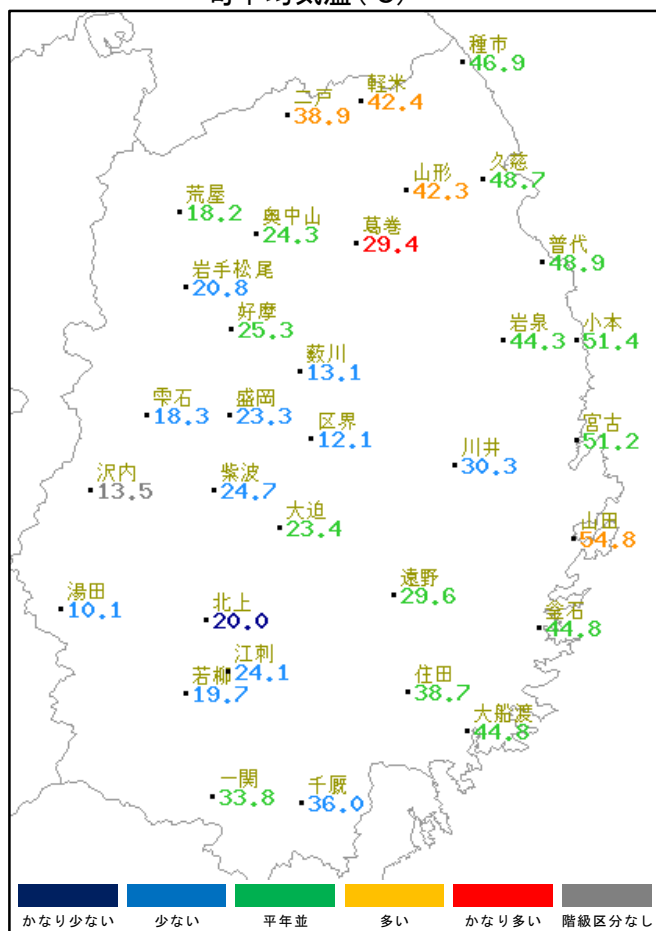 種市
46.9
軽米
42.4
二戸
38.9
久慈
48.7
山形
42.3
荒屋
18.2
奥中山
24.3
葛巻
29.4
普代
48.9
岩手松尾
20.8
好摩
25.3
岩泉
44.3
小本
51.4
薮川
13.1
雫石
18.3
盛岡
23.3
区界
12.1
宮古
51.2
川井
30.3
沢内
13.5
紫波
24.7
大迫
23.4
山田
54.8
遠野
29.6
湯田
10.1
北上
20.0
釜石
44.8
江刺
24.1
若柳
19.7
住田
38.7
大船渡
44.8
一関
33.8
千厩
36.0
かなり少ない 少ない 平年並 多い かなり多い 階級区分なし